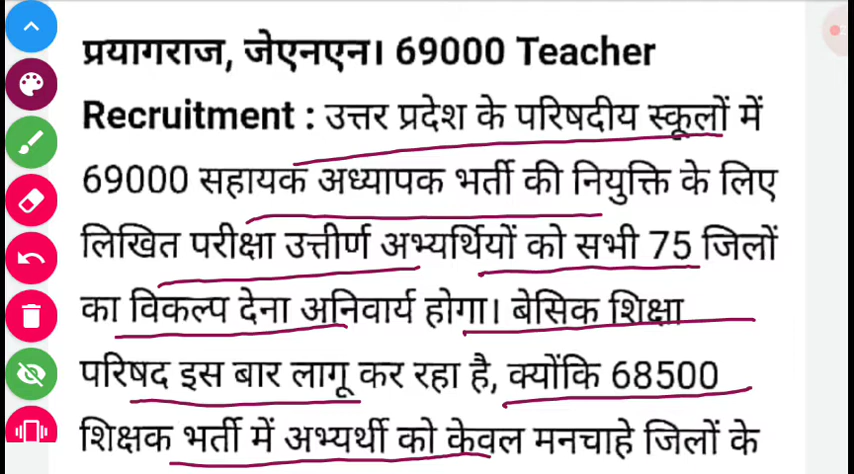 प्रयागराज, जेएनएन। 69000 Teacher
Recruitment : उत्तर प्रदेश के परिषदीय स्कूलों में
69000 सहायक अध्यापक भर्ती की नियुक्ति के लिए
लिखित परीक्षा उत्तीर्ण अभ्यर्थियों को सभी 75 जिलों
का विकल्प देना अनिवार्य होगा। बेसिक शिक्षा
परिषद इस बार लागू कर रहा है, क्योंकि 68500
शिक्षक भर्ती में अभ्यर्थी को केवल मनचाहे जिलों के